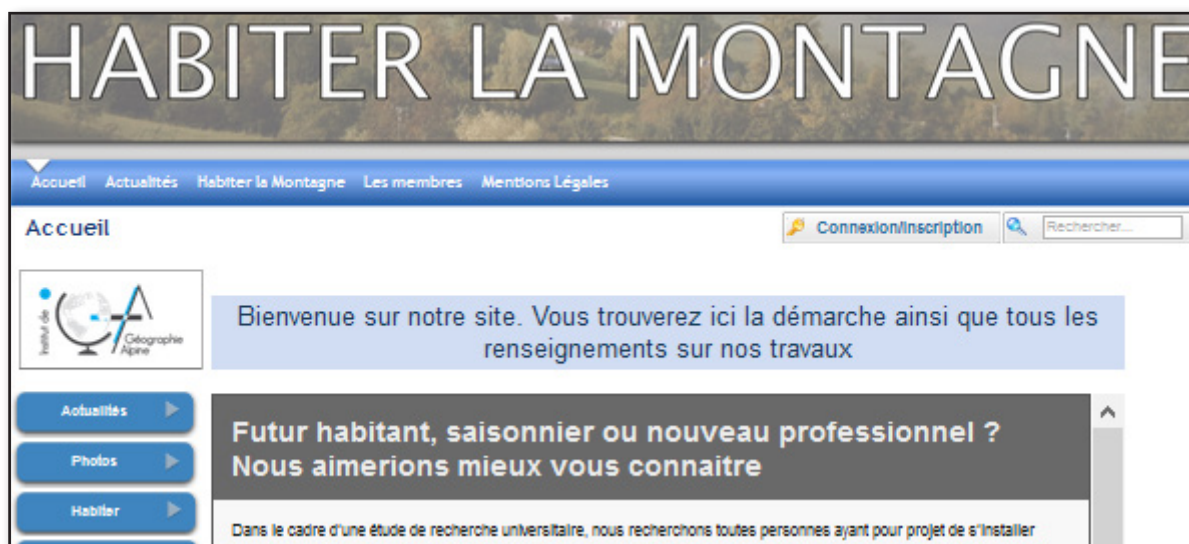 HABITER LA MONTAGNE
Accueil Actualités Habiter la Montagne Les membres Mentions Légales
Accueil
Connexion/Inscription Rechercher...
Institut de
Géographie
Alpine
Bienvenue sur notre site. Vous trouverez ici la démarche ainsi que tous les
renseignements sur nos travaux
Actualités
Photos
Habiter
Futur habitant, saisonnier ou nouveau professionnel ?
Nous aimerions mieux vous connaitre
Dans le cadre d'une étude de recherche universitaire, nous recherchons toutes personnes ayant pour projet de s'installer